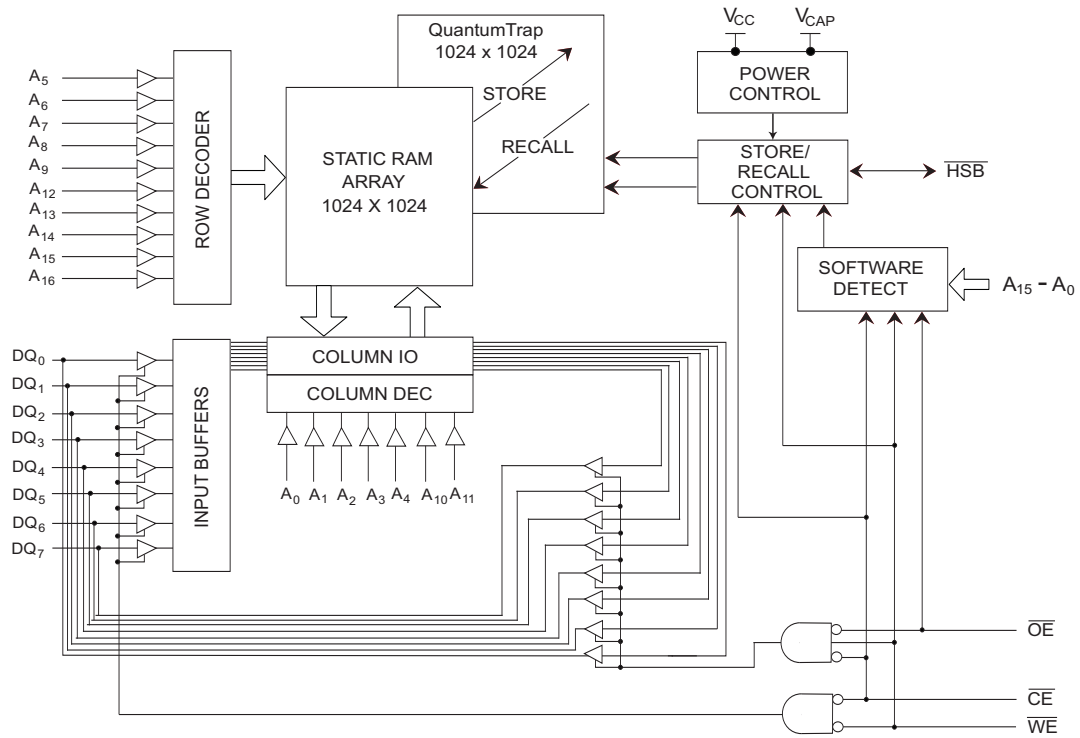 V_CC
V_CAP
QuantumTrap
1024 x 1024
STORE
RECALL
POWER
CONTROL
STORE/
RECALL
CONTROL
HSB
SOFTWARE
DETECT
A15 – A0
A5
A6
A7
A8
A9
A12
A13
A14
A15
A16
ROW DECODER
STATIC RAM
ARRAY
1024 X 1024
COLUMN IO
COLUMN DEC
A0
A1
A2
A3
A4
A10
A11
DQ0
DQ1
DQ2
DQ3
DQ4
DQ5
DQ6
DQ7
INPUT BUFFERS
OE
CE
WE